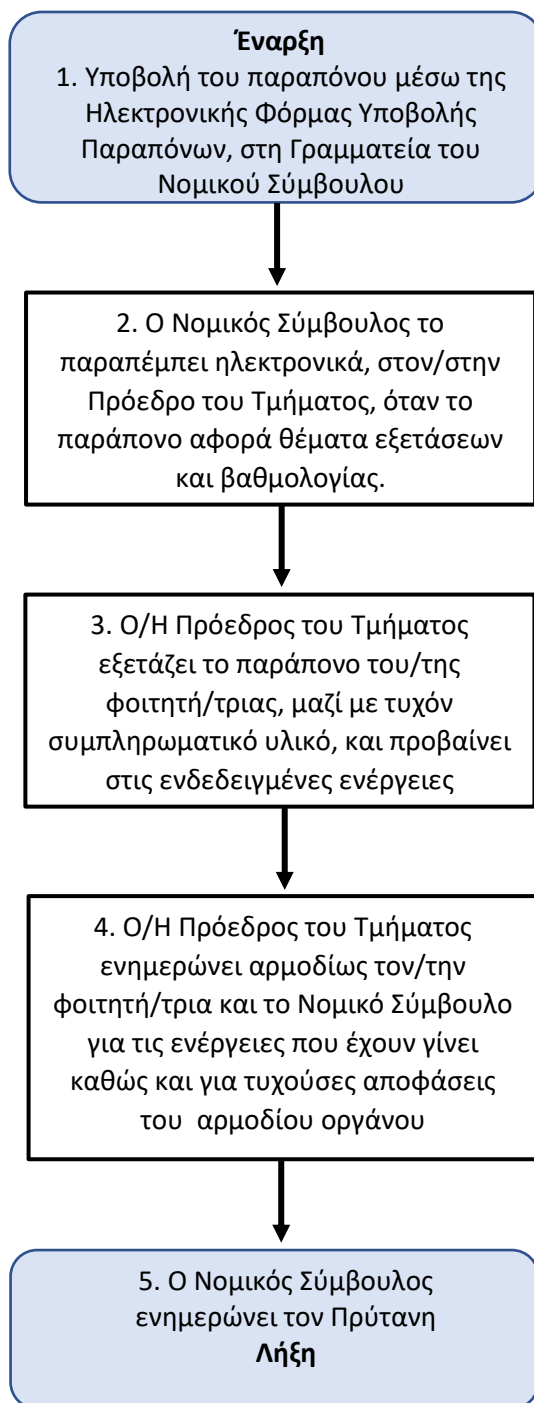 Έναρξη
1. Υποβολή του παραπόνου μέσω της
Ηλεκτρονικής Φόρμας Υποβολής
Παραπόνων, στη Γραμματεία του
Νομικού Σύμβουλου
2. Ο Νομικός Σύμβουλος το
παραπέμπει ηλεκτρονικά, στον/στην
Πρόεδρο του Τμήματος, όταν το
παράπονο αφορά θέματα εξετάσεων
και βαθμολογίας.
3. Ο/Η Πρόεδρος του Τμήματος
εξετάζει το παράπονο του/της
φοιτητή/τριας, μαζί με τυχόν
συμπληρωματικό υλικό, και προβαίνει
στις ενδεδειγμένες ενέργειες
4. Ο/Η Πρόεδρος του Τμήματος
ενημερώνει αρμοδίως τον/την
φοιτητή/τρια και το Νομικό Σύμβουλο
για τις ενέργειες που έχουν γίνει
καθώς και για τυχούσες αποφάσεις
του αρμοδίου οργάνου
5. Ο Νομικός Σύμβουλος
ενημερώνει τον Πρύτανη
Λήξη